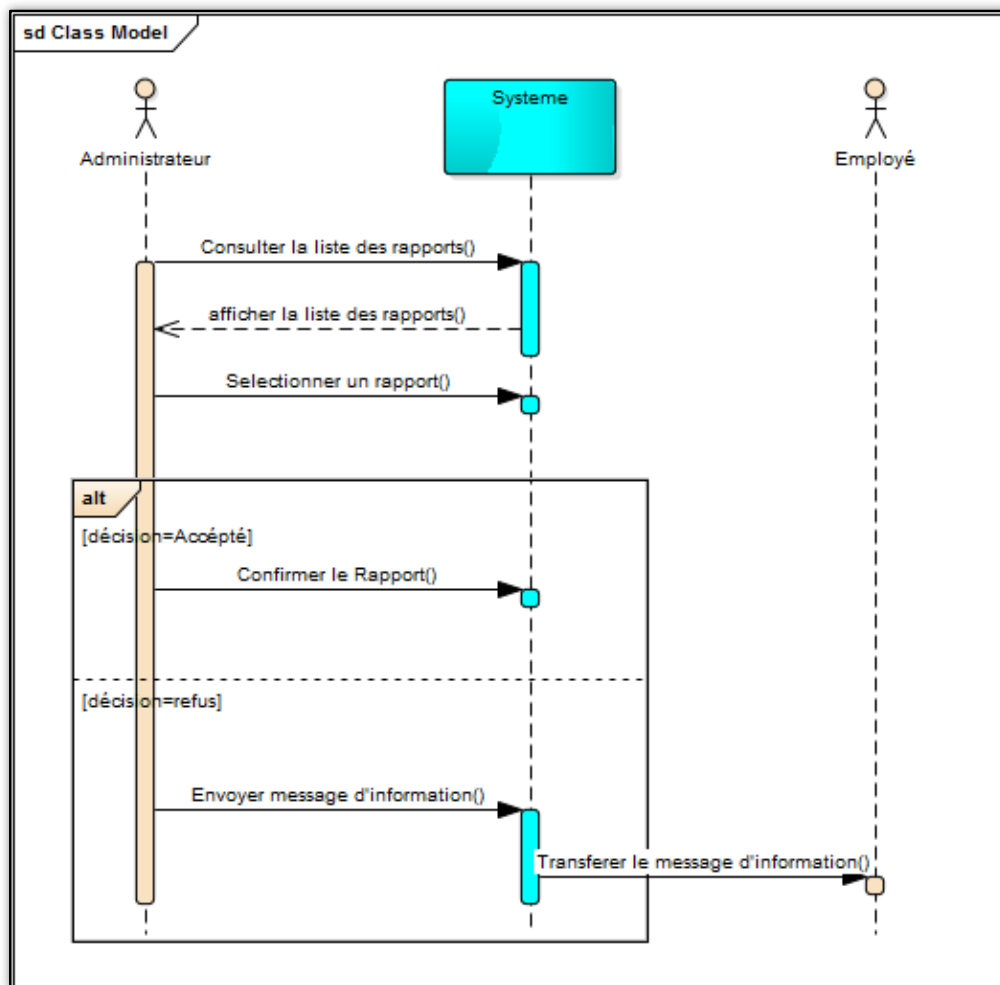 sd Class Model
Administrateur
Systeme
Employé
Consulter la liste des rapports()
afficher la liste des rapports()
Selectionner un rapport()
alt
[décision=Accépté]
Confirmer le Rapport()
[décision=refus]
Envoyer message d'information()
Transferer le message d'information()